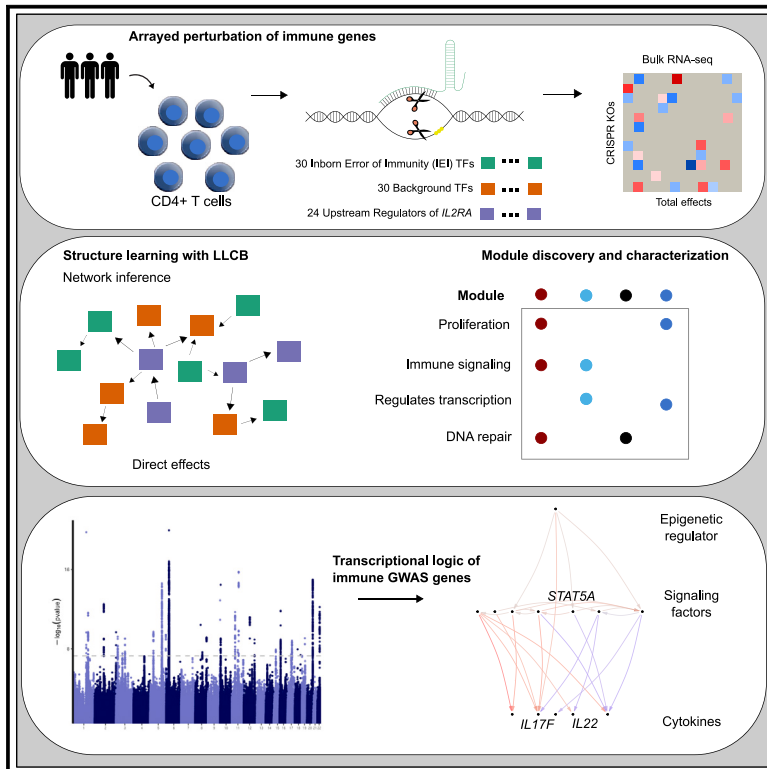 Arrayed perturbation of immune genes
Bulk RNA-seq
CRISPR KOs
30 Inborn Error of Immunity (IEI) TFs
30 Background TFs
24 Upstream Regulators of IL2RA
CD4+ T cells
Total effects
Structure learning with LLCB
Network inference
Direct effects
Module discovery and characterization
Module
Proliferation
Immune signaling
Regulates transcription
DNA repair
Transcriptional logic of
immune GWAS genes
Epigenetic
regulator
STAT5A
Signaling
factors
IL17F
IL22
Cytokines